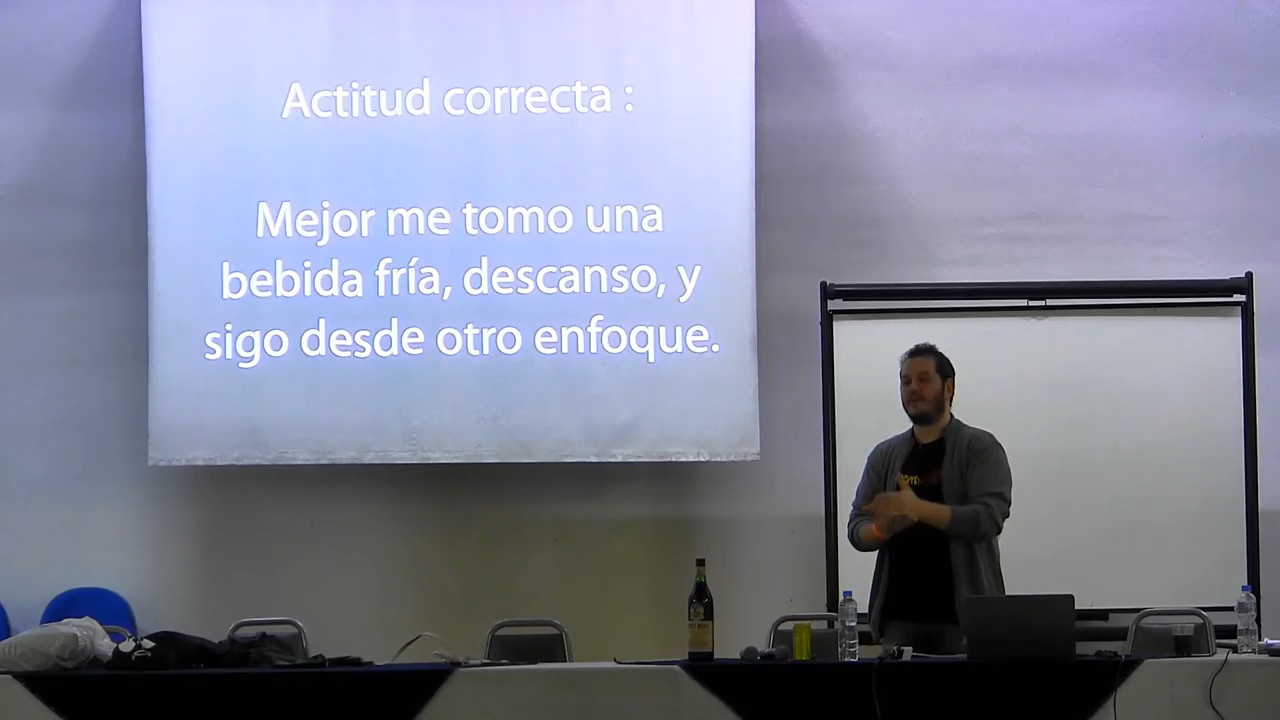 Actitud correcta :
Mejor me tomo una
bebida fría, descanso, y
sigo desde otro enfoque.